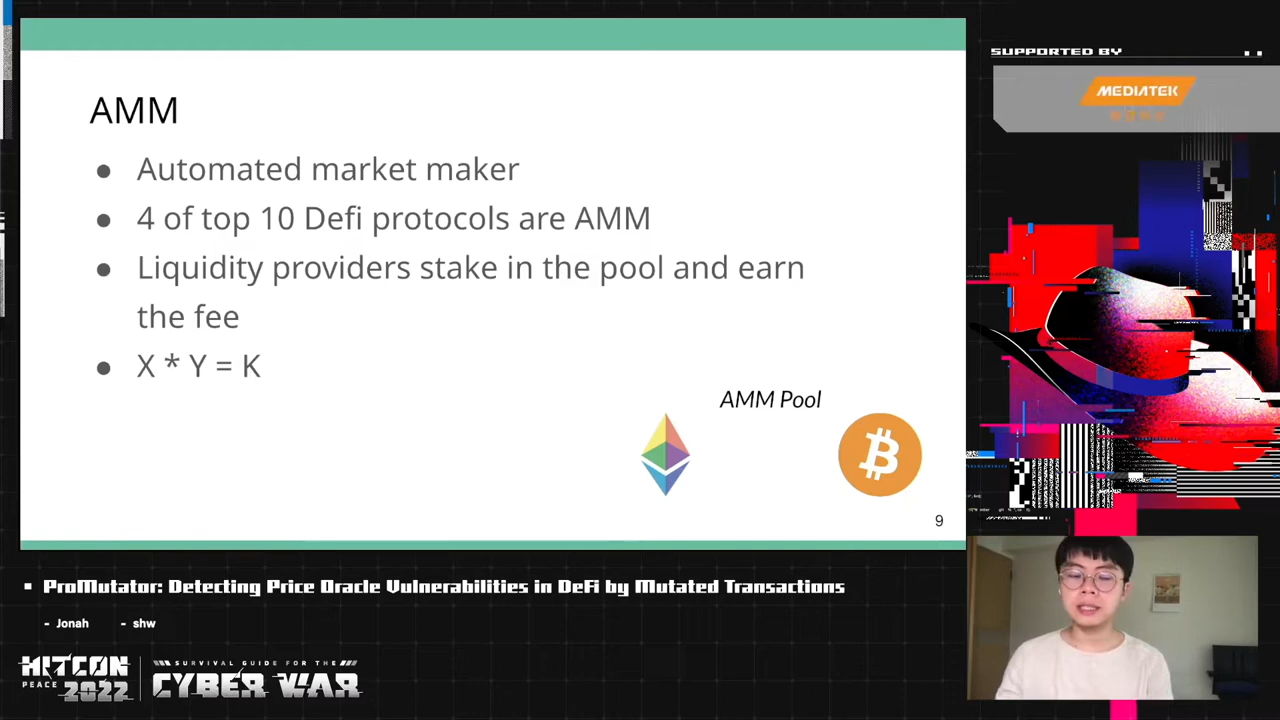 SUPPORTED BY
MEDIATEK
AMM
● Automated market maker
● 4 of top 10 Defi protocols are AMM
● Liquidity providers stake in the pool and earn
the fee
● X * Y = K
AMM Pool
9
ProMutator: Detecting Price Oracle Vulnerabilities in DeFi by Mutated Transactions
- Jonah - shw
HITCON
PEACE 2022
SURVIVAL GUIDE FOR THE
CYBER WAR